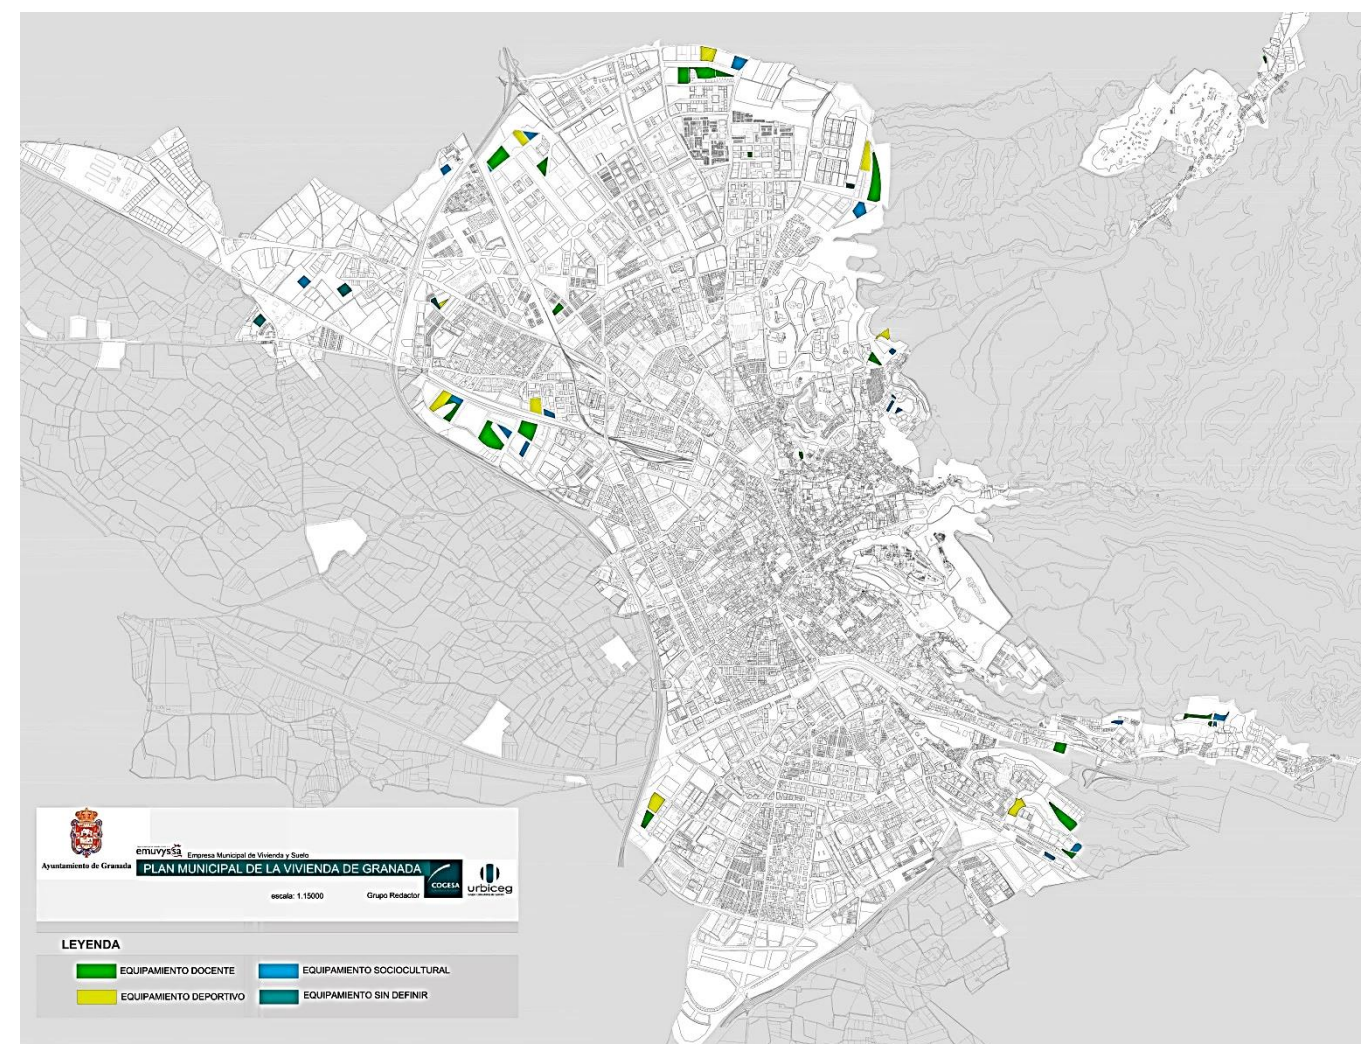 emuvyssa
Empresa Municipal de Vivienda y Suelo
Ayuntamiento de Granada
PLAN MUNICIPAL DE LA VIVIENDA DE GRANADA
COGESA
urbiceg
escala: 1.15000
Grupo Redactor
LEYENDA
EQUIPAMIENTO DOCENTE
EQUIPAMIENTO SOCIOCULTURAL
EQUIPAMIENTO DEPORTIVO
EQUIPAMIENTO SIN DEFINIR